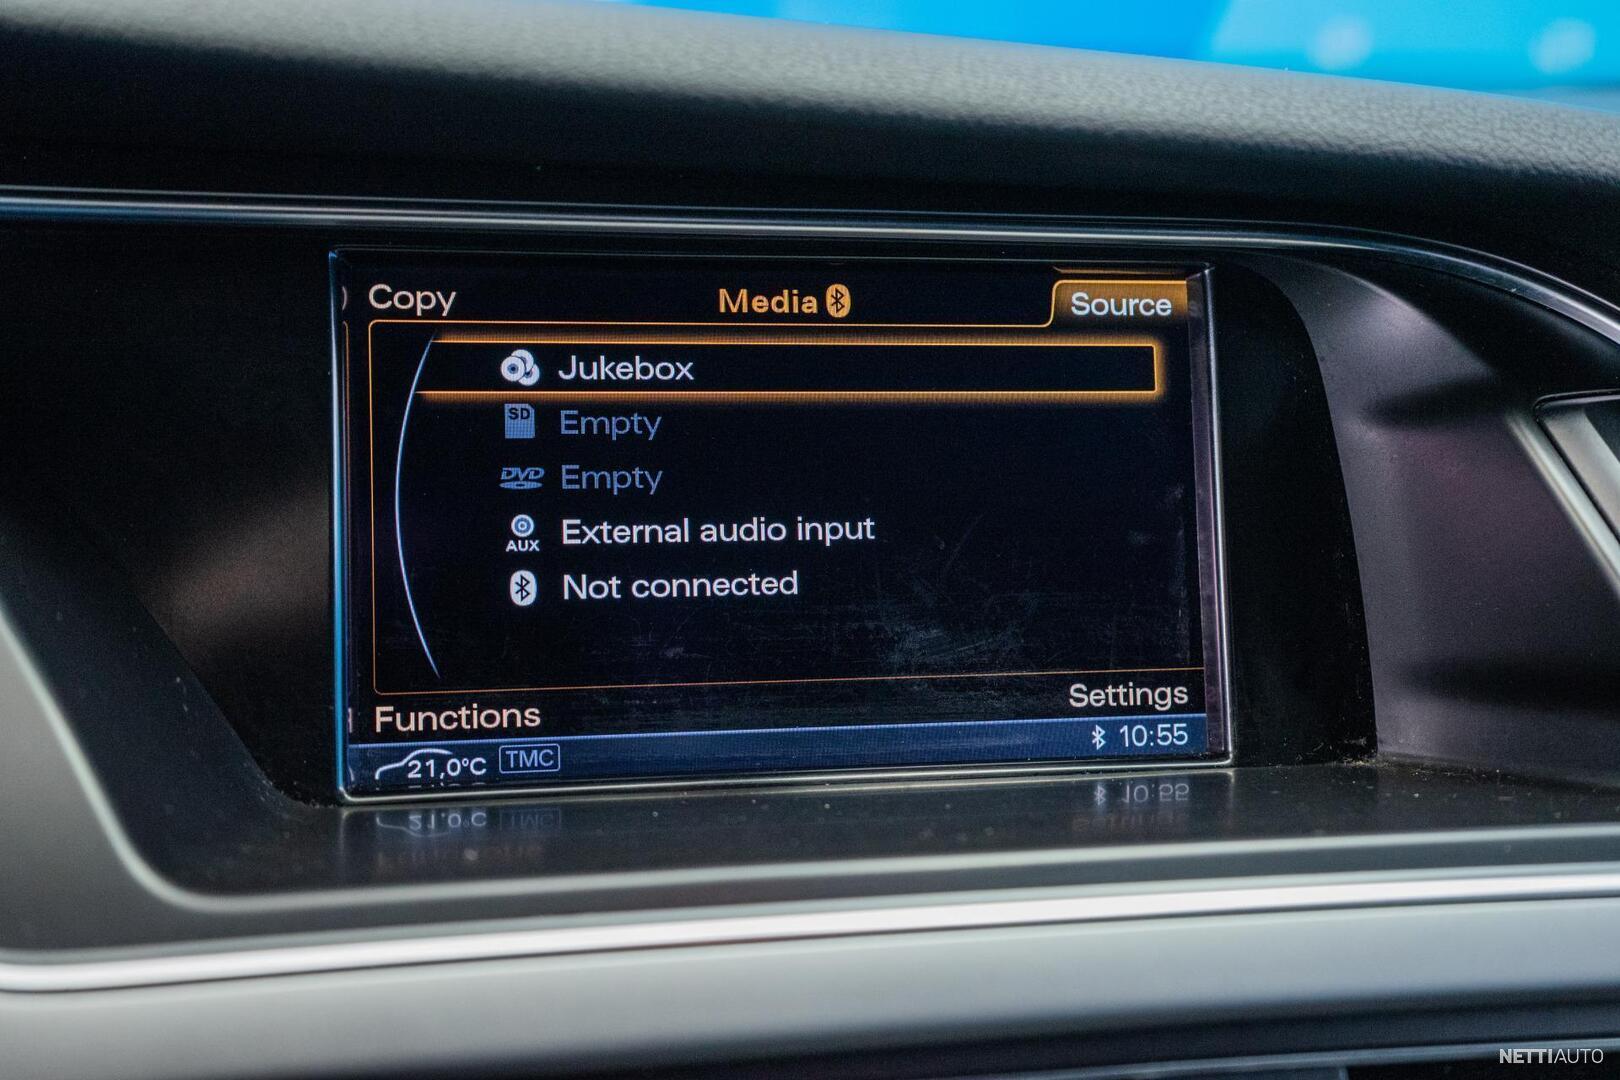 Copy Media Source
Jukebox
SD Empty
DVD Empty
AUX External audio input
Not connected
Functions Settings
21,0°C TMC 10:55
NETTIAUTO